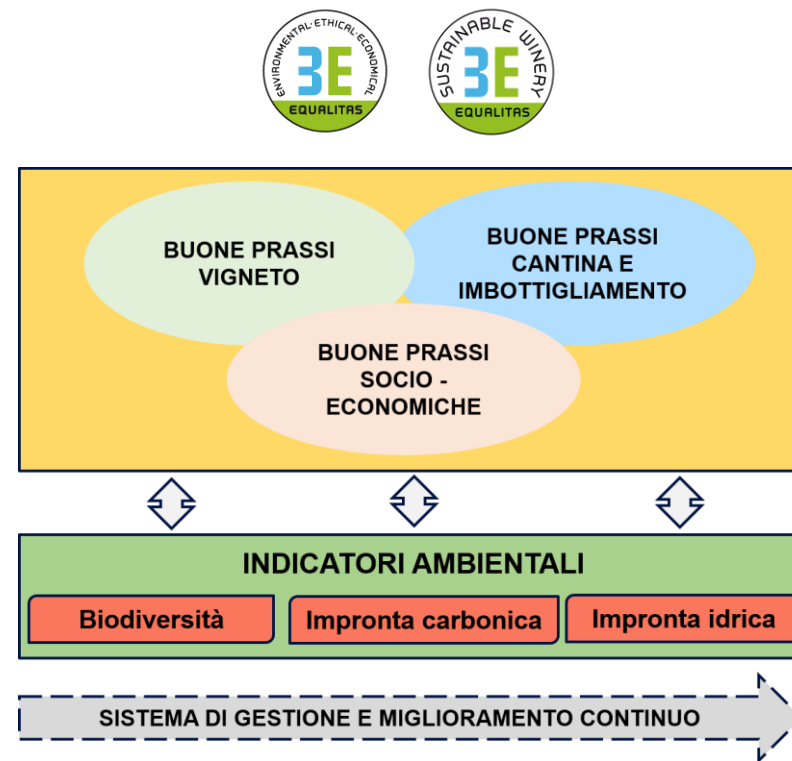 ENVIRONMENTAL·ETHICAL·ECONOMICAL
3E
EQUALITAS
SUSTAINABLE WINERY
3E
EQUALITAS
BUONE PRASSI
VIGNETO
BUONE PRASSI
CANTINA E
IMBOTTIGLIAMENTO
BUONE PRASSI
SOCIO -
ECONOMICHE
INDICATORI AMBIENTALI
Biodiversità
Impronta carbonica
Impronta idrica
SISTEMA DI GESTIONE E MIGLIORAMENTO CONTINUO